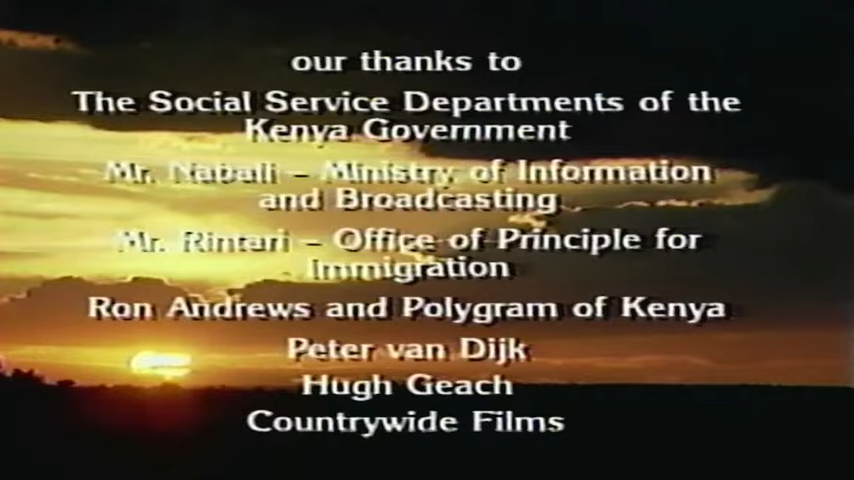 our thanks to
The Social Service Departments of the
Kenya Government
Mr. Nabali – Ministry of Information
and Broadcasting
Mr. Rintari – Office of Principle for
Immigration
Ron Andrews and Polygram of Kenya
Peter van Dijk
Hugh Geach
Countrywide Films